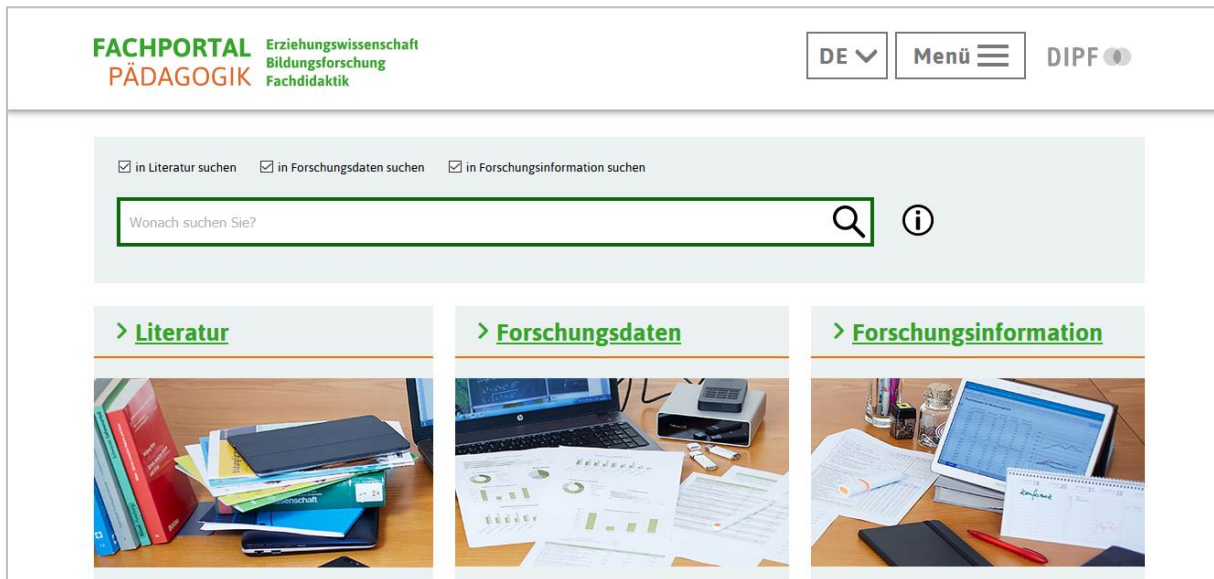 FACHPORTAL
PÄDAGOGIK
Erziehungswissenschaft
Bildungsforschung
Fachdidaktik
DE
Menü
DIPF
in Literatur suchen
in Forschungsdaten suchen
in Forschungsinformation suchen
Wonach suchen Sie?
Literatur
Forschungsdaten
Forschungsinformation